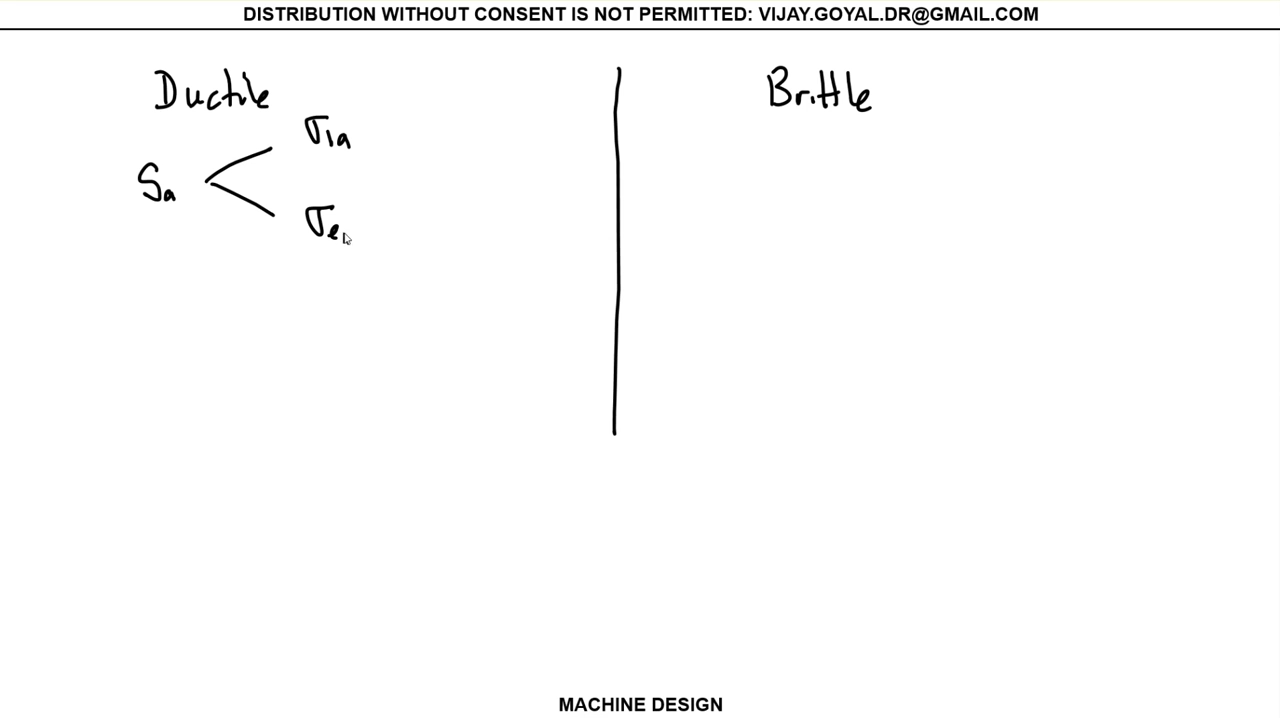 DISTRIBUTION WITHOUT CONSENT IS NOT PERMITTED: VIJAY.GOYAL.DR@GMAIL.COM
Ductile
Brittle
σ1a
Sa
σe
MACHINE DESIGN